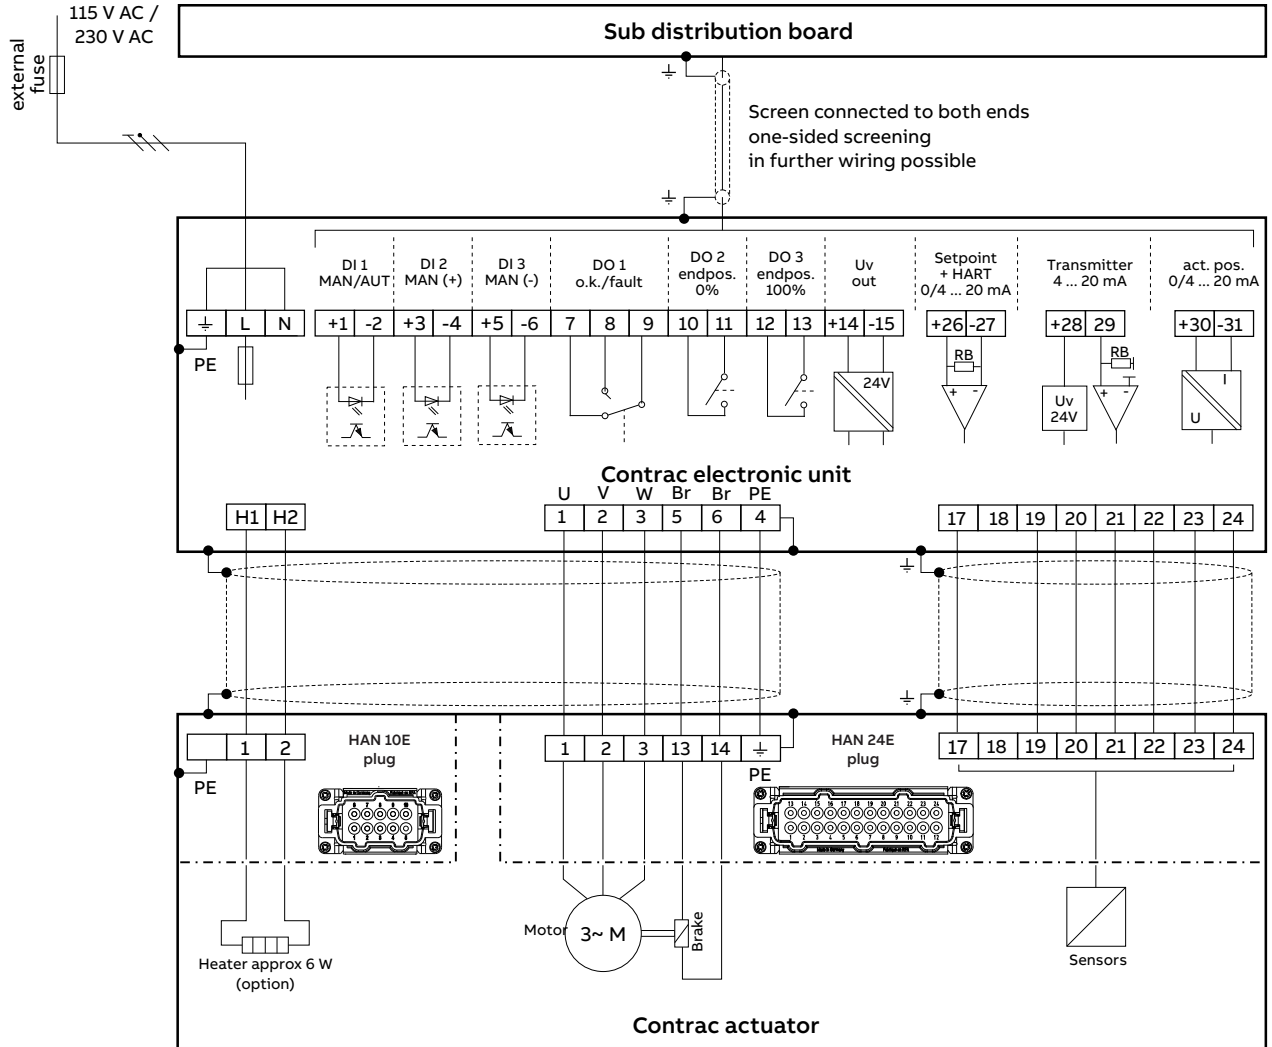 115 V AC /
230 V AC
external
fuse
Sub distribution board
Screen connected to both ends
one-sided screening
in further wiring possible
DI 1
MAN/AUT
DI 2
MAN (+)
DI 3
MAN (-)
DO 1
o.k./fault
DO 2
endpos.
0%
DO 3
endpos.
100%
Uv
out
Setpoint
+ HART
0/4 ... 20 mA
Transmitter
4 ... 20 mA
act. pos.
0/4 ... 20 mA
L N +1 -2 +3 -4 +5 -6 7 8 9 10 11 12 13 +14 -15 +26 -27 +28 29 +30 -31
PE
RB
RB
24V
+ -
Uv
24V
+ -
I
U
Contrac electronic unit
U V W Br Br PE
H1 H2 1 2 3 5 6 4 17 18 19 20 21 22 23 24
1 2
HAN 10E
plug
1 2 3 13 14
HAN 24E
plug
17 18 19 20 21 22 23 24
PE
PE
Motor
3~ M
Brake
Heater approx 6 W
(option)
Sensors
Contrac actuator